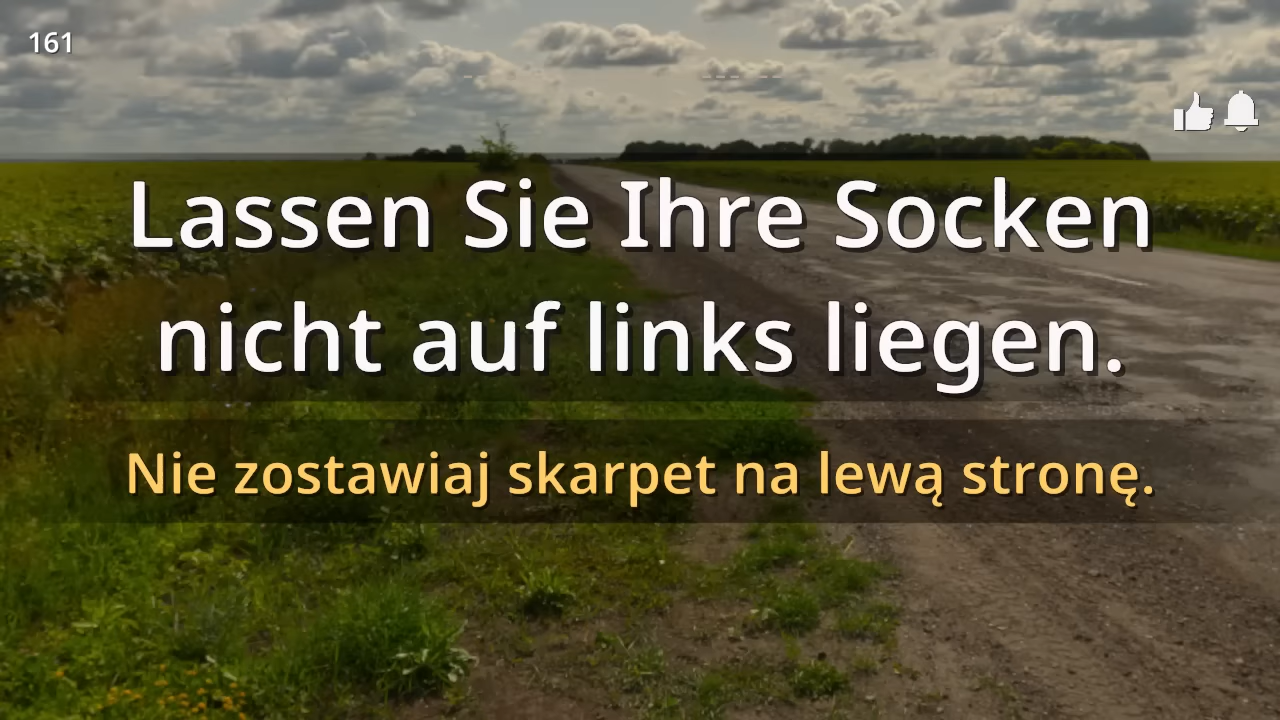 161
Lassen Sie Ihre Socken
nicht auf links liegen.
Nie zostawiaj skarpet na lewą stronę.